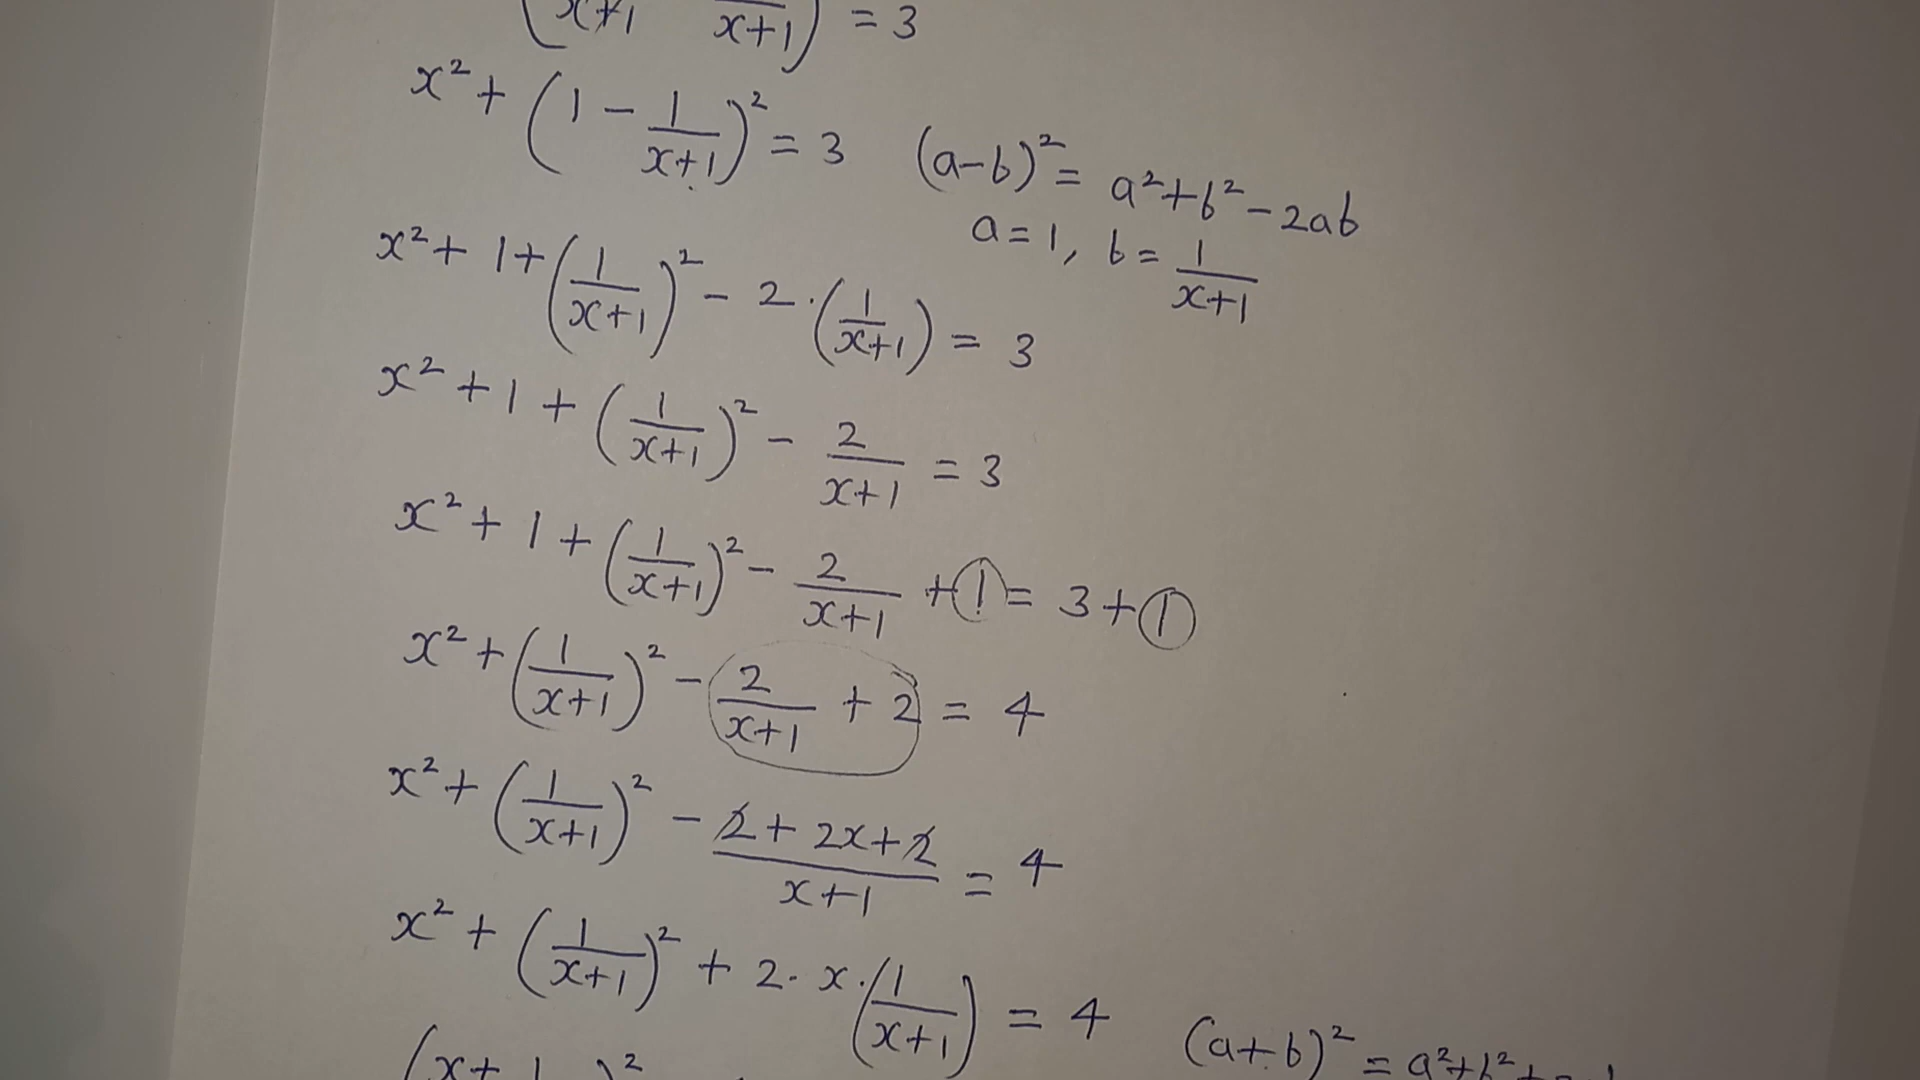 (x+1 x+1) = 3
x² + (1 - 1/(x+1))² = 3 (a-b)² = a²+b²-2ab
a=1, b= 1/(x+1)
x² + 1 + (1/(x+1))² - 2·(1/(x+1)) = 3
x² + 1 + (1/(x+1))² - 2/(x+1) = 3
x² + 1 + (1/(x+1))² - 2/(x+1) + 1 = 3 + 1
x² + (1/(x+1))² - 2/(x+1) + 2 = 4
x² + (1/(x+1))² (- 2 + 2x + 2)/(x+1) = 4
x² + (1/(x+1))² + 2·x·(1/(x+1)) = 4
(a+b)² = a²+b²+
(x+ 1 )²